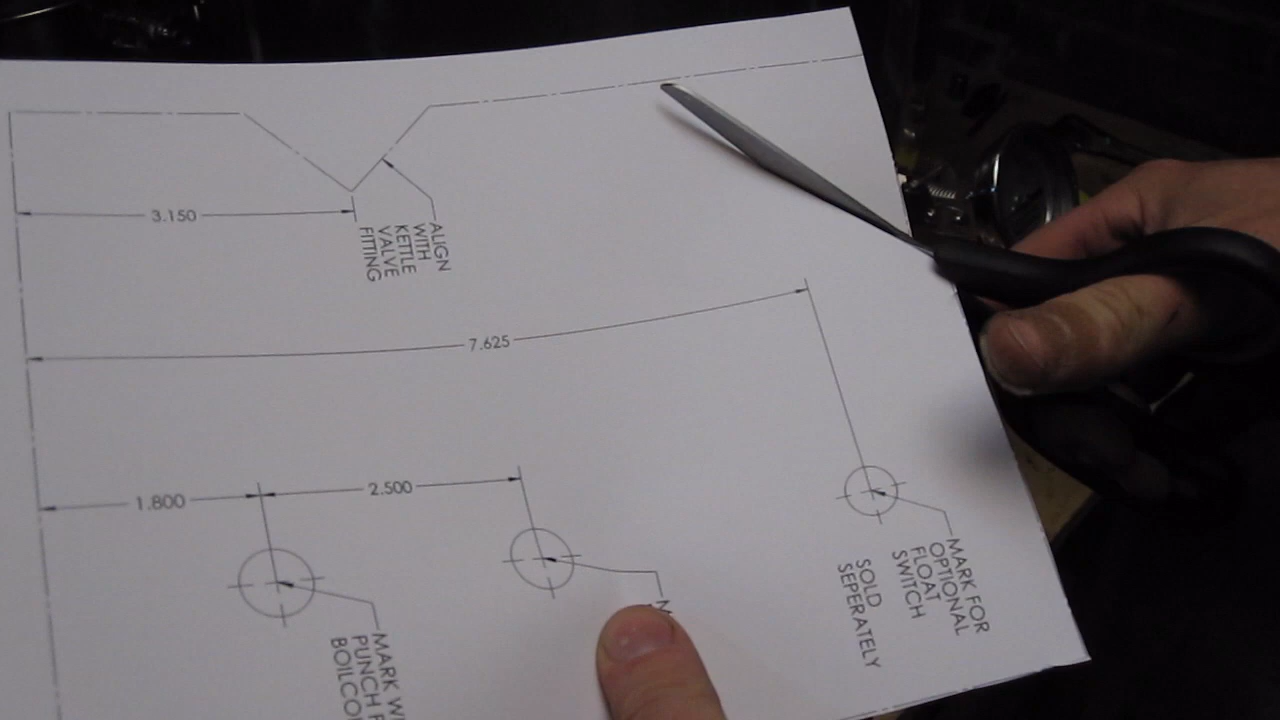 3.150
ALIGN
WITH
KETTLE
VALVE
FITTING
7.625
1.800
2.500
MARK FOR
OPTIONAL
FLOAT
SWITCH
SOLD
SEPERATELY
MARK
PUNCH